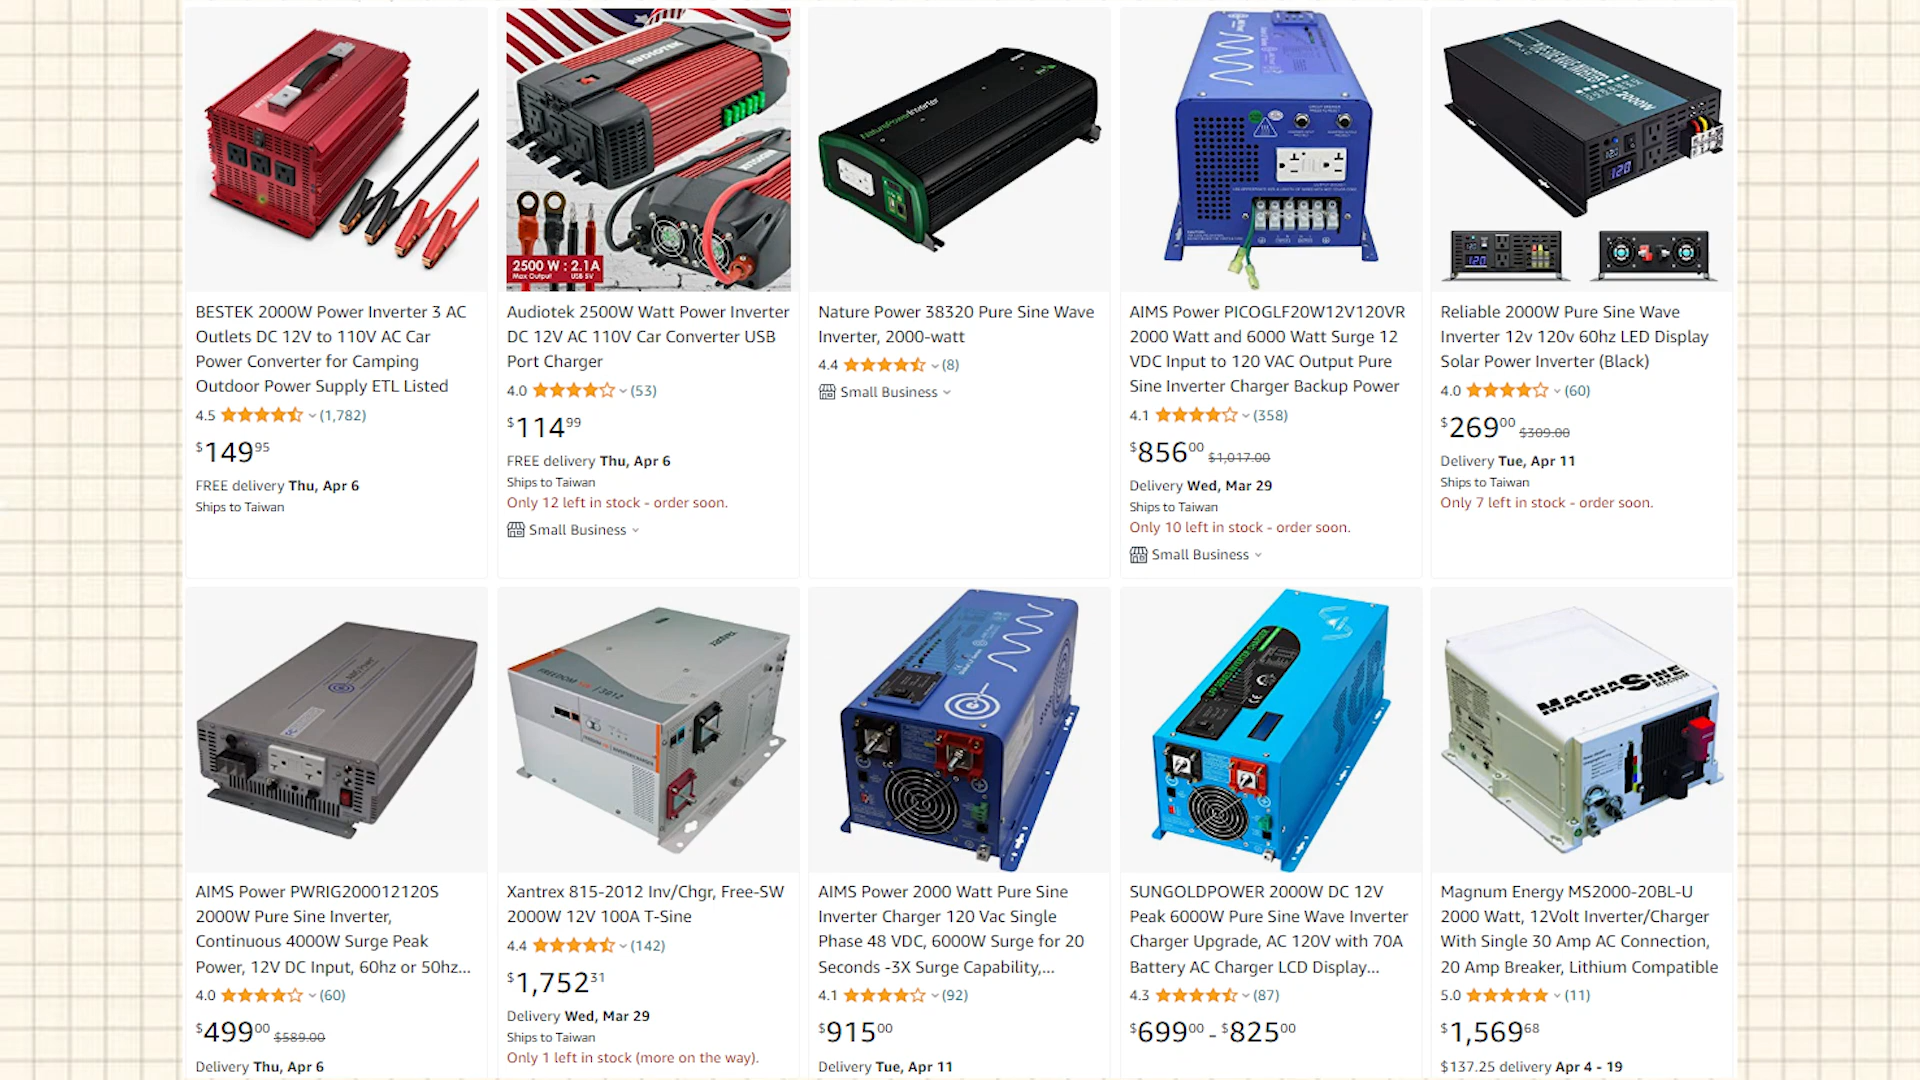 AUDIOTEK
2500 W : 2.1A
Max Output USB 5V
NaturePowerInverter
2000W
120
BESTEK 2000W Power Inverter 3 AC
Outlets DC 12V to 110V AC Car
Power Converter for Camping
Outdoor Power Supply ETL Listed
4.5 (1,782)
$149.95
FREE delivery Thu, Apr 6
Ships to Taiwan
Audiotek 2500W Watt Power Inverter
DC 12V AC 110V Car Converter USB
Port Charger
4.0 (53)
$114.99
FREE delivery Thu, Apr 6
Ships to Taiwan
Only 12 left in stock - order soon.
Small Business
Nature Power 38320 Pure Sine Wave
Inverter, 2000-watt
4.4 (8)
Small Business
AIMS Power PICOGLF20W12V120VR
2000 Watt and 6000 Watt Surge 12
VDC Input to 120 VAC Output Pure
Sine Inverter Charger Backup Power
4.1 (358)
$856.00 $1,017.00
Delivery Wed, Mar 29
Ships to Taiwan
Only 10 left in stock - order soon.
Small Business
Reliable 2000W Pure Sine Wave
Inverter 12v 120v 60hz LED Display
Solar Power Inverter (Black)
4.0 (60)
$269.00 $309.00
Delivery Tue, Apr 11
Ships to Taiwan
Only 7 left in stock - order soon.
xantrex
MAGNASINE
MAGNUM
AIMS Power PWRIG200012120S
2000W Pure Sine Inverter,
Continuous 4000W Surge Peak
Power, 12V DC Input, 60hz or 50hz...
4.0 (60)
$499.00 $589.00
Delivery Thu, Apr 6
Xantrex 815-2012 Inv/Chgr, Free-SW
2000W 12V 100A T-Sine
4.4 (142)
$1,752.31
Delivery Wed, Mar 29
Ships to Taiwan
Only 1 left in stock (more on the way).
AIMS Power 2000 Watt Pure Sine
Inverter Charger 120 Vac Single
Phase 48 VDC, 6000W Surge for 20
Seconds -3X Surge Capability,...
4.1 (92)
$915.00
Delivery Tue, Apr 11
SUNGOLDPOWER 2000W DC 12V
Peak 6000W Pure Sine Wave Inverter
Charger Upgrade, AC 120V with 70A
Battery AC Charger LCD Display...
4.3 (87)
$699.00 - $825.00
Magnum Energy MS2000-20BL-U
2000 Watt, 12Volt Inverter/Charger
With Single 30 Amp AC Connection,
20 Amp Breaker, Lithium Compatible
5.0 (11)
$1,569.68
$137.25 delivery Apr 4 - 19